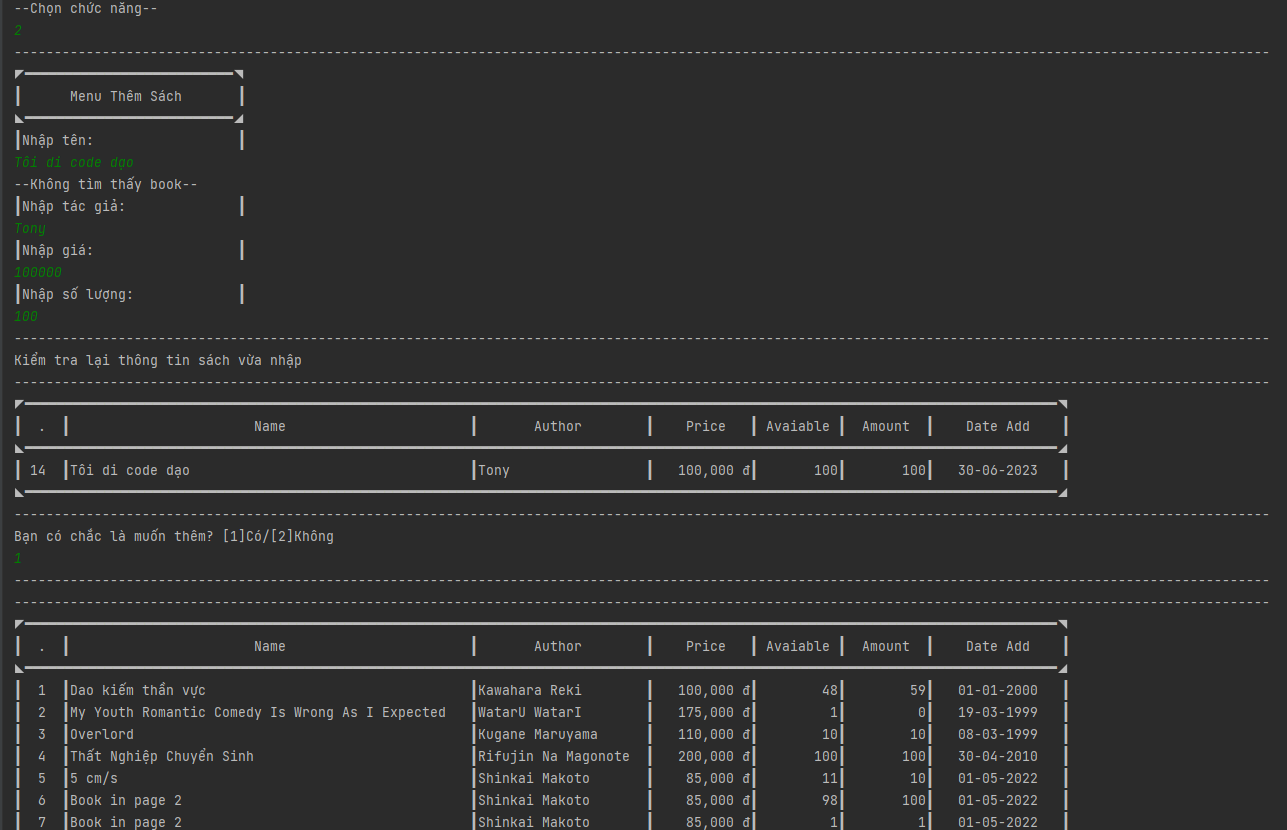 --Chọn chức năng--
2
Menu Thêm Sách
Nhập tên:
Tôi di code dạo
--Không tìm thấy book--
Nhập tác giả:
Tony
Nhập giá:
100000
Nhập số lượng:
100
Kiểm tra lại thông tin sách vừa nhập
. Name Author Price Avaiable Amount Date Add
14 Tôi di code dạo Tony 100,000 đ 100 100 30-06-2023
Bạn có chắc là muốn thêm? [1]Có/[2]Không
1
. Name Author Price Avaiable Amount Date Add
1 Dao kiếm thần vực Kawahara Reki 100,000 đ 48 59 01-01-2000
2 My Youth Romantic Comedy Is Wrong As I Expected WatarU WatarI 175,000 đ 1 0 19-03-1999
3 Overlord Kugane Maruyama 110,000 đ 10 10 08-03-1999
4 Thất Nghiệp Chuyển Sinh Rifujin Na Magonote 200,000 đ 100 100 30-04-2010
5 5 cm/s Shinkai Makoto 85,000 đ 11 10 01-05-2022
6 Book in page 2 Shinkai Makoto 85,000 đ 98 100 01-05-2022
7 Book in page 2 Shinkai Makoto 85,000 đ 1 1 01-05-2022